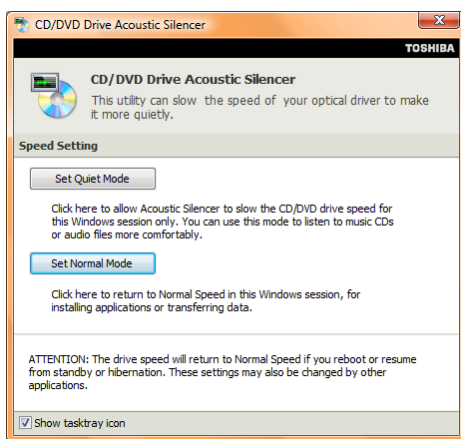 CD/DVD Drive Acoustic Silencer
TOSHIBA
CD/DVD Drive Acoustic Silencer
This utility can slow the speed of your optical driver to make
it more quietly.
Speed Setting
Set Quiet Mode
Click here to allow Acoustic Silencer to slow the CD/DVD drive speed for
this Windows session only. You can use this mode to listen to music CDs
or audio files more comfortably.
Set Normal Mode
Click here to return to Normal Speed in this Windows session, for
installing applications or transferring data.
ATTENTION: The drive speed will return to Normal Speed if you reboot or resume
from standby or hibernation. These settings may also be changed by other
applications.
Show tasktray icon